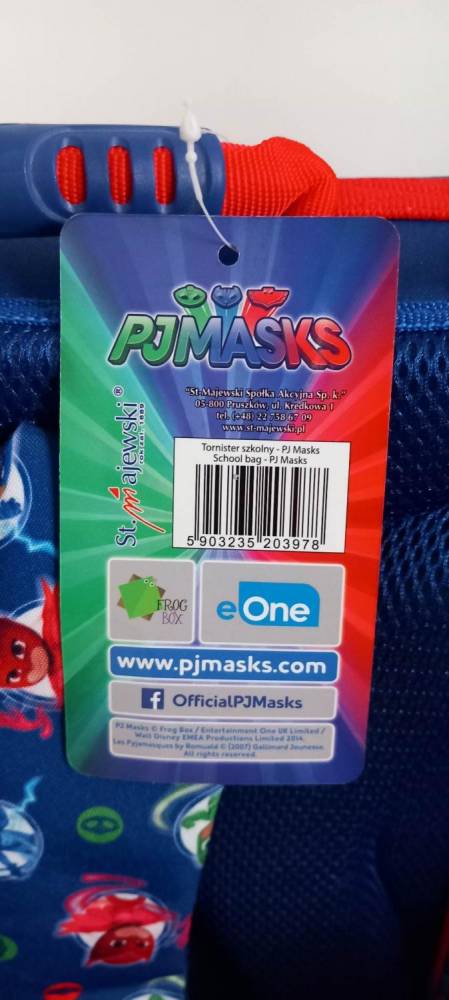 PJMASKS
"St-Majewski Spółka Akcyjna Sp. k."
05-800 Pruszków, ul. Kredkowa 1
tel. (+48) 22 758 67 09
www.st-majewski.pl
St. Majewski ®
rok zał. 1889
Tornister szkolny - PJ Masks
School bag - PJ Masks
5 903235 203978
FROG
BOX
eOne
www.pjmasks.com
f OfficialPJMasks
PJ Masks © Frog Box / Entertainment One UK Limited /
Walt Disney EMEA Productions Limited 2014.
Les Pyjamasques by Romuald © (2007) Gallimard Jeunesse.
All rights reserved.